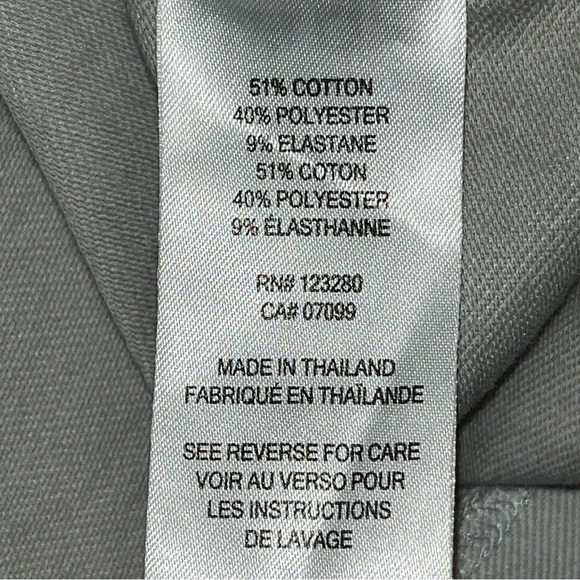 51% COTTON
40% POLYESTER
9% ELASTANE
51% COTON
40% POLYESTER
9% ÉLASTHANNE
RN# 123280
CA# 07099
MADE IN THAILAND
FABRIQUÉ EN THAÏLANDE
SEE REVERSE FOR CARE
VOIR AU VERSO POUR
LES INSTRUCTIONS
DE LAVAGE